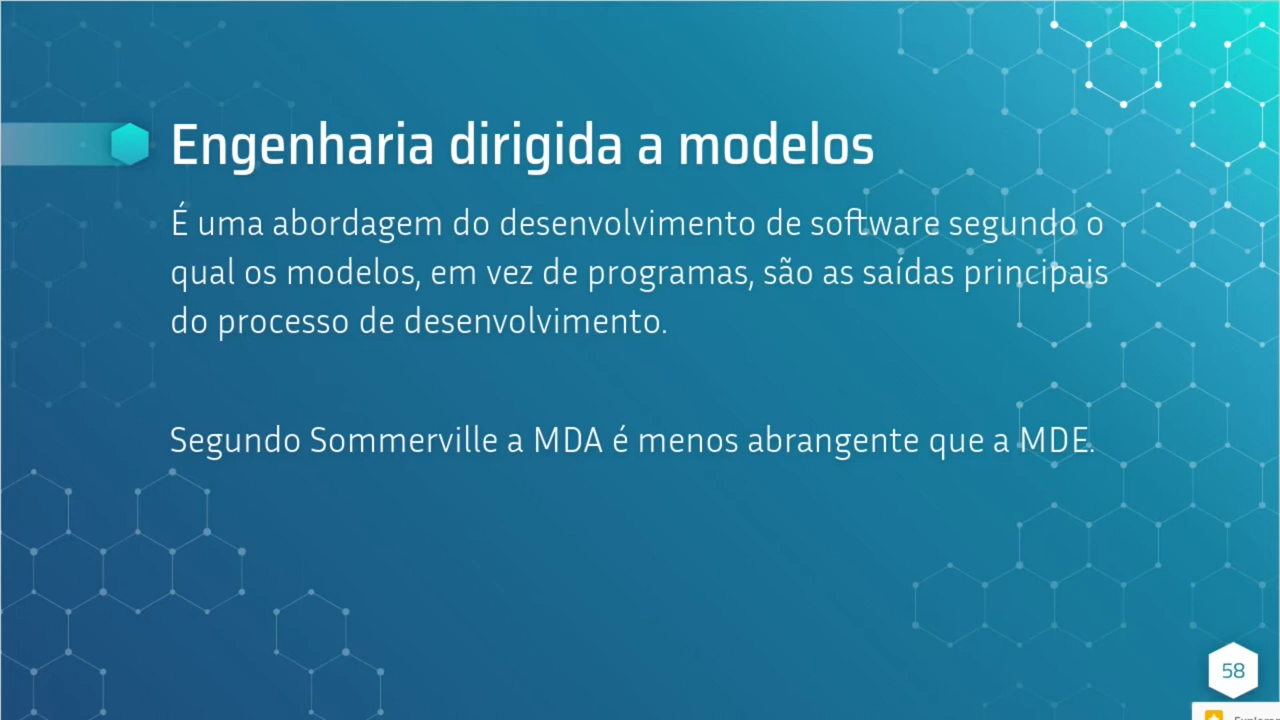 Engenharia dirigida a modelos
É uma abordagem do desenvolvimento de software segundo o
qual os modelos, em vez de programas, são as saídas principais
do processo de desenvolvimento.
Segundo Sommerville a MDA é menos abrangente que a MDE.
58